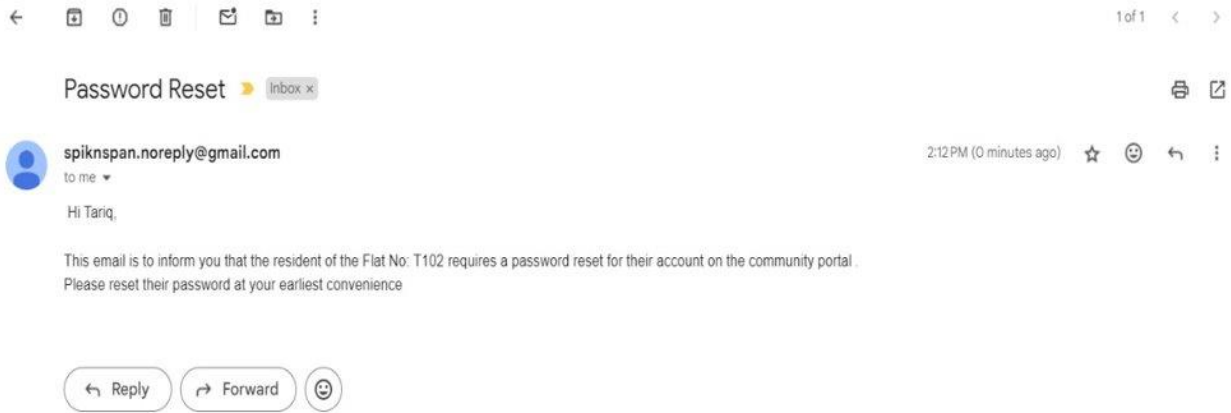 1 of 1
Password Reset Inbox ×
spiknspan.noreply@gmail.com 2:12 PM (0 minutes ago)
to me
Hi Tariq,
This email is to inform you that the resident of the Flat No: T102 requires a password reset for their account on the community portal .
Please reset their password at your earliest convenience
Reply Forward